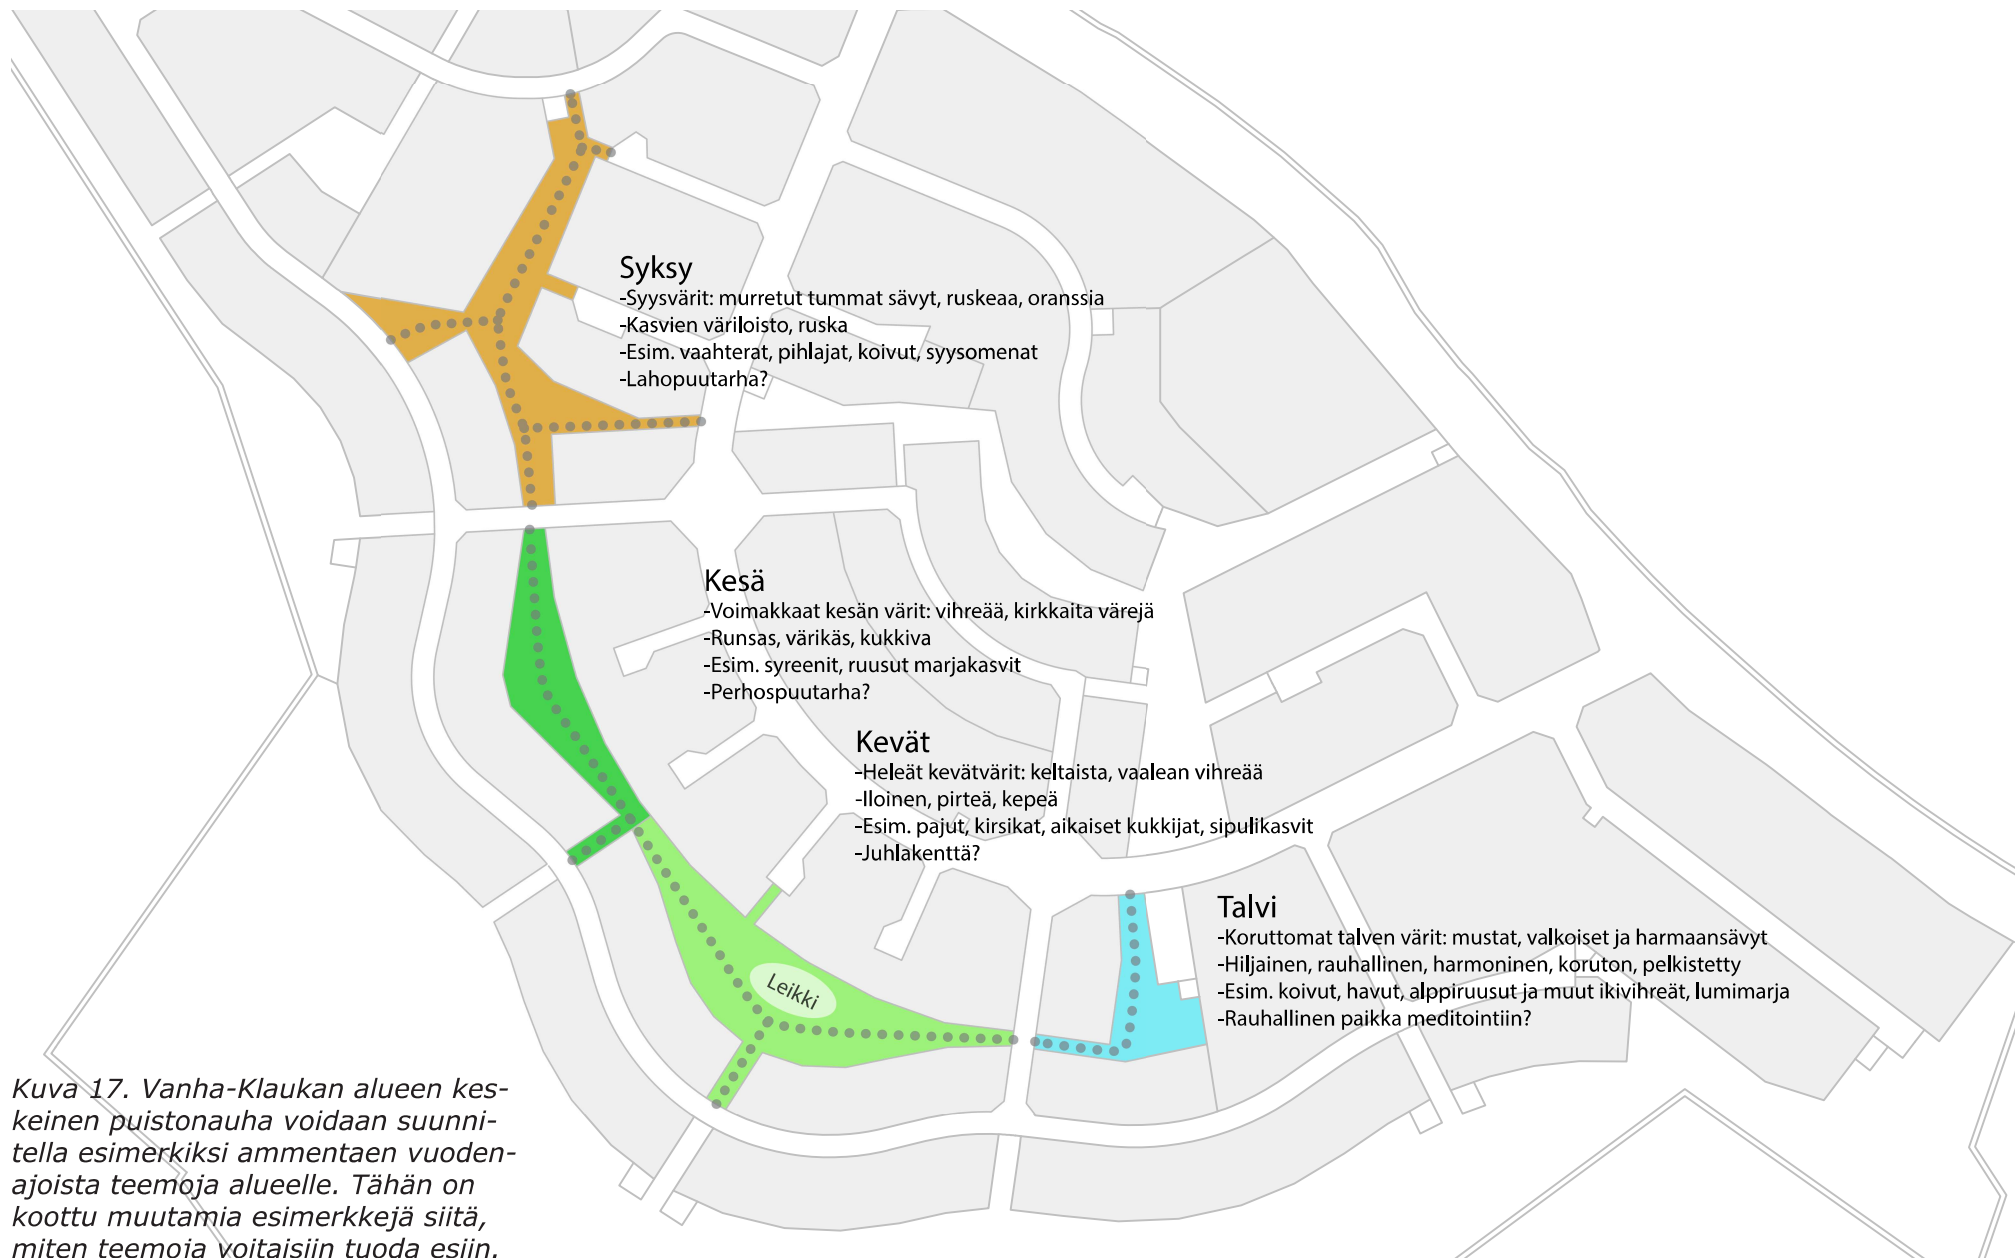 Syksy
-Syysvärit: murretut tummat sävyt, ruskeaa, oranssia
-Kasvien väriloisto, ruska
-Esim. vaahterat, pihlajat, koivut, syysomenat
-Lahopuutarha?
Kesä
-Voimakkaat kesän värit: vihreää, kirkkaita värejä
-Runsas, värikäs, kukkiva
-Esim. syreenit, ruusut marjakasvit
-Perhospuutarha?
Kevät
-Heleät kevätvärit: keltaista, vaalean vihreää
-Iloinen, pirteä, kepeä
-Esim. pajut, kirsikat, aikaiset kukkijat, sipulikasvit
-Juhlakenttä?
Talvi
-Koruttomat talven värit: mustat, valkoiset ja harmaansävyt
-Hiljainen, rauhallinen, harmoninen, koruton, pelkistetty
-Esim. koivut, havut, alppiruusut ja muut ikivihreät, lumimarja
-Rauhallinen paikka meditointiin?
Leikki
Kuva 17. Vanha-Klaukan alueen kes-
keinen puistonauha voidaan suunni-
tella esimerkiksi ammentaen vuoden-
ajoista teemoja alueelle. Tähän on
koottu muutamia esimerkkejä siitä,
miten teemoja voitaisiin tuoda esiin.